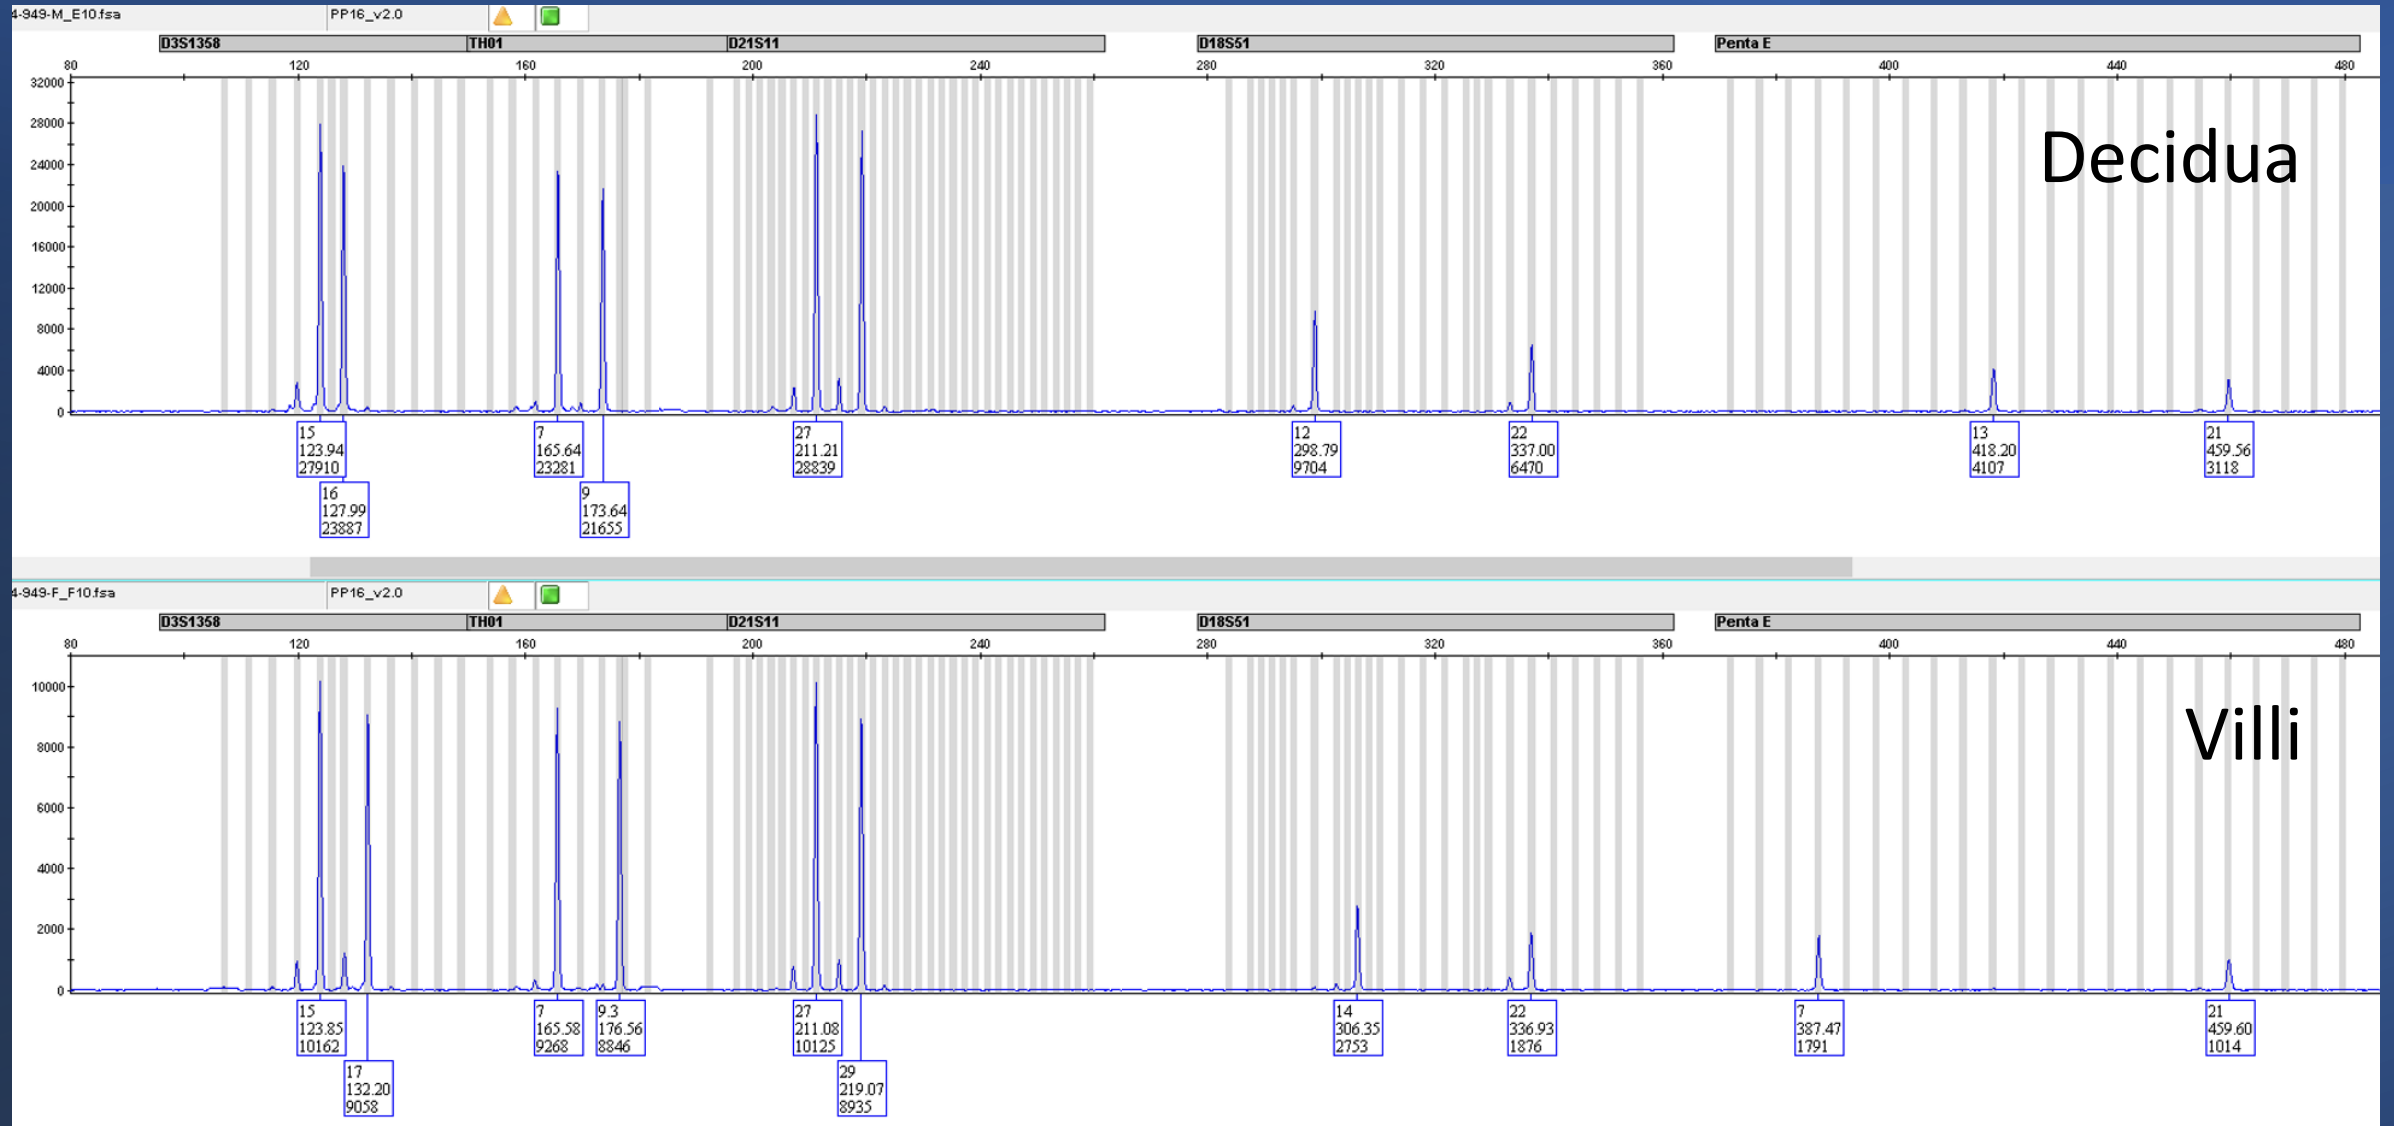 4-949-M_E10.fsa PP16_v2.0
D3S1358 TH01 D21S11 D18S51 Penta E
80 120 160 200 240 280 320 360 400 440 480
32000
28000
24000
20000
16000
12000
8000
4000
0
Decidua
15 7 27 12 22 13 21
123.94 165.64 211.21 298.79 337.00 418.20 459.56
27910 23281 28839 9704 6470 4107 3118
16 9
127.99 173.64
23887 21655
4-949-F_F10.fsa PP16_v2.0
D3S1358 TH01 D21S11 D18S51 Penta E
80 120 160 200 240 280 320 360 400 440 480
10000
8000
6000
4000
2000
0
Villi
15 7 9.3 27 14 22 7 21
123.85 165.58 176.56 211.08 306.35 336.93 387.47 459.60
10162 9268 8846 10125 2753 1876 1791 1014
17 29
132.20 219.07
9058 8935